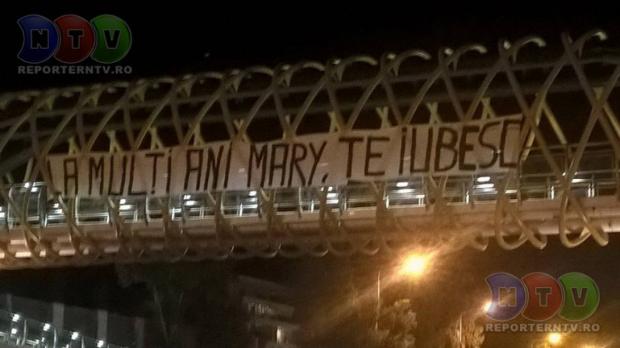 NTV
REPORTERNTV.RO
LA MULȚI ANI MARY, TE IUBESC
NTV
REPORTERNTV.RO